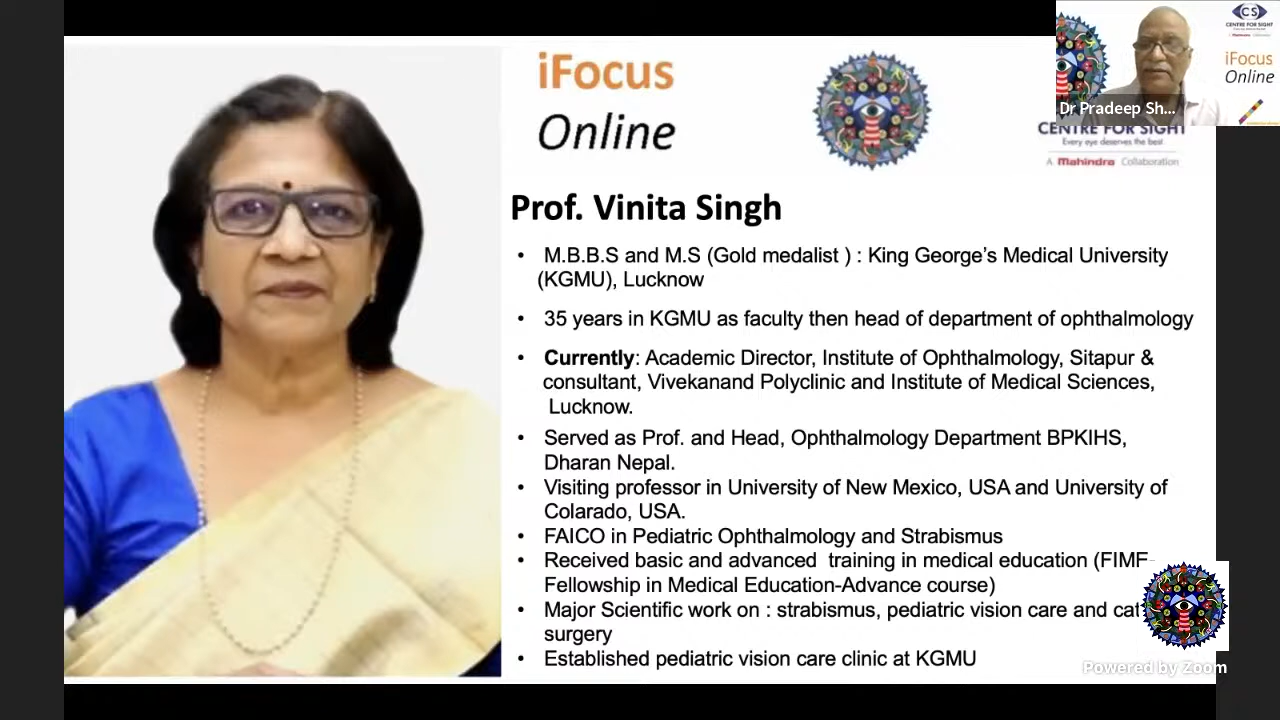 iFocus
Online
CENTRE FOR SIGHT
Every eye deserves the best
A Mahindra Collaboration
CS
CENTRE FOR SIGHT
iFocus
Online
Dr Pradeep Sh...
Prof. Vinita Singh
• M.B.B.S and M.S (Gold medalist ) : King George's Medical University
(KGMU), Lucknow
• 35 years in KGMU as faculty then head of department of ophthalmology
• Currently: Academic Director, Institute of Ophthalmology, Sitapur &
consultant, Vivekanand Polyclinic and Institute of Medical Sciences,
Lucknow.
• Served as Prof. and Head, Ophthalmology Department BPKIHS,
Dharan Nepal.
• Visiting professor in University of New Mexico, USA and University of
Colarado, USA.
• FAICO in Pediatric Ophthalmology and Strabismus
• Received basic and advanced training in medical education (FIME-
Fellowship in Medical Education-Advance course)
• Major Scientific work on : strabismus, pediatric vision care and cat
surgery
• Established pediatric vision care clinic at KGMU
Powered by Zoom